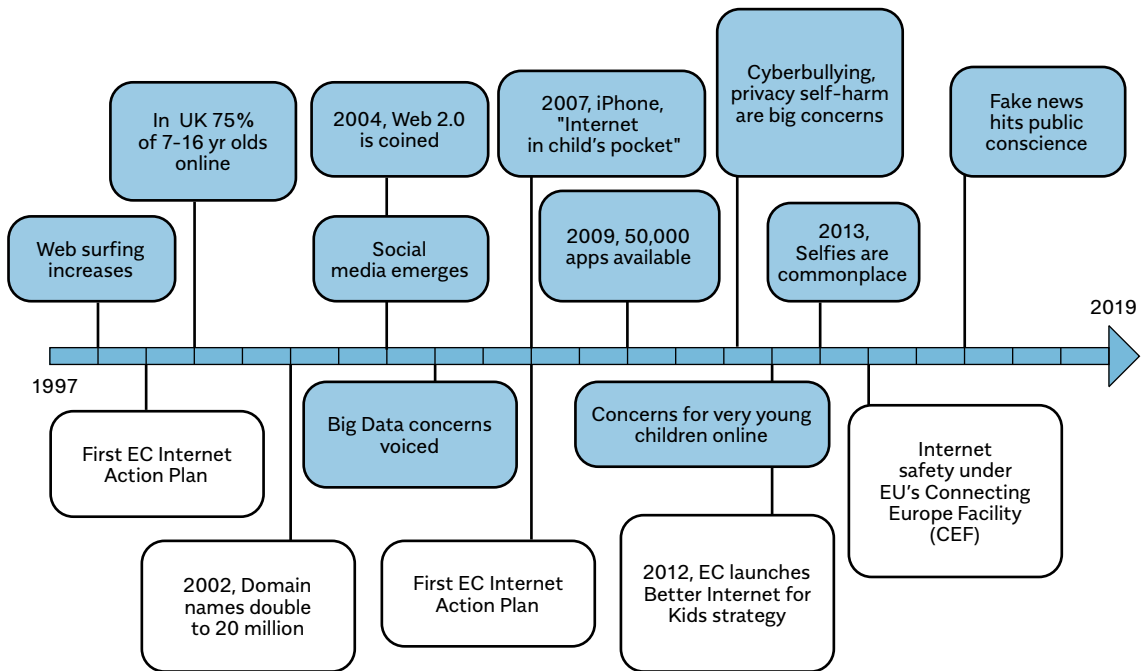 In UK 75%
of 7-16 yr olds
online
2004, Web 2.0
is coined
2007, iPhone,
"Internet
in child's pocket"
Cyberbullying,
privacy self-harm
are big concerns
Fake news
hits public
conscience
Web surfing
increases
Social
media emerges
2009, 50,000
apps available
2013,
Selfies are
commonplace
2019
1997
First EC Internet
Action Plan
Big Data concerns
voiced
Concerns for very young
children online
Internet
safety under
EU's Connecting
Europe Facility
(CEF)
2002, Domain
names double
to 20 million
First EC Internet
Action Plan
2012, EC launches
Better Internet for
Kids strategy